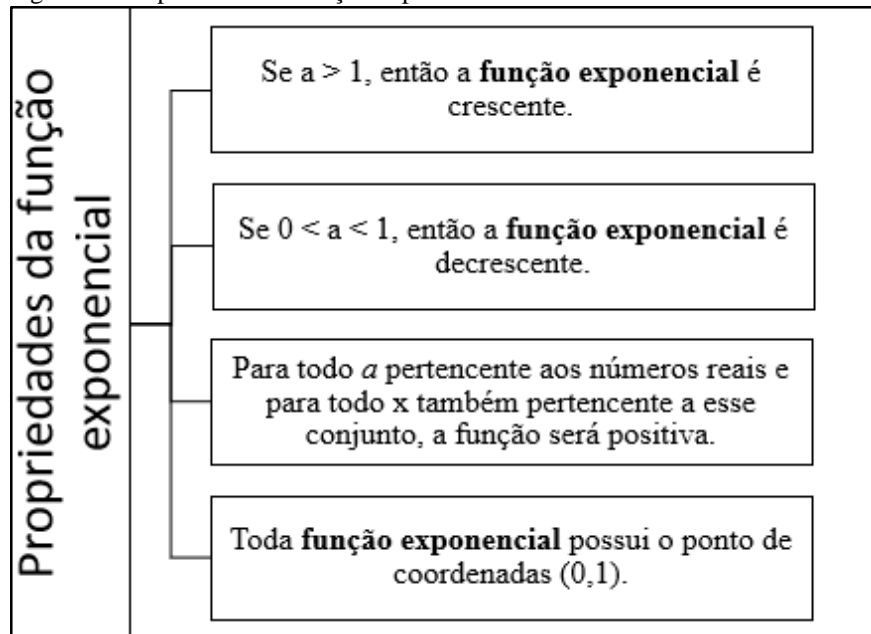 Propriedades da função
exponencial
Se a > 1, então a função exponencial é
crescente.
Se 0 < a < 1, então a função exponencial é
decrescente.
Para todo a pertencente aos números reais e
para todo x também pertencente a esse
conjunto, a função será positiva.
Toda função exponencial possui o ponto de
coordenadas (0,1).